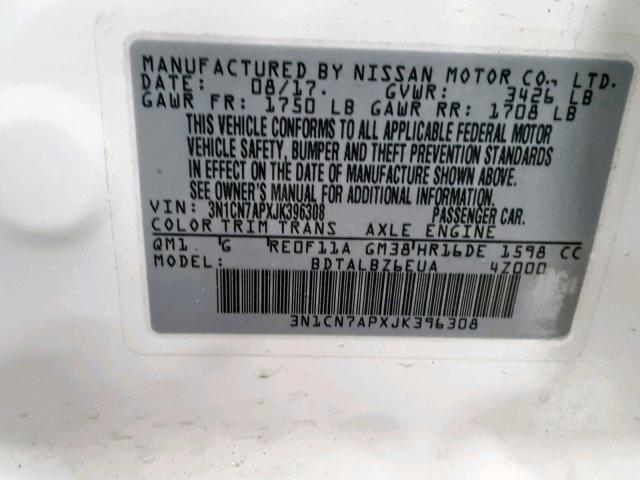 MANUFACTURED BY NISSAN MOTOR CO., LTD.
DATE: 08/17. GVWR: 3426 LB
GAWR FR: 1750 LB GAWR RR: 1708 LB
THIS VEHICLE CONFORMS TO ALL APPLICABLE FEDERAL MOTOR
VEHICLE SAFETY, BUMPER AND THEFT PREVENTION STANDARDS
IN EFFECT ON THE DATE OF MANUFACTURE SHOWN ABOVE.
SEE OWNER'S MANUAL FOR ADDITIONAL INFORMATION.
VIN: 3N1CN7APXJK396308 PASSENGER CAR.
COLOR TRIM TRANS AXLE ENGINE
QM1 G RE0F11A GM38 HR16DE 1598 CC
MODEL: BDTALBZ6EUA 4Z000
3N1CN7APXJK396308